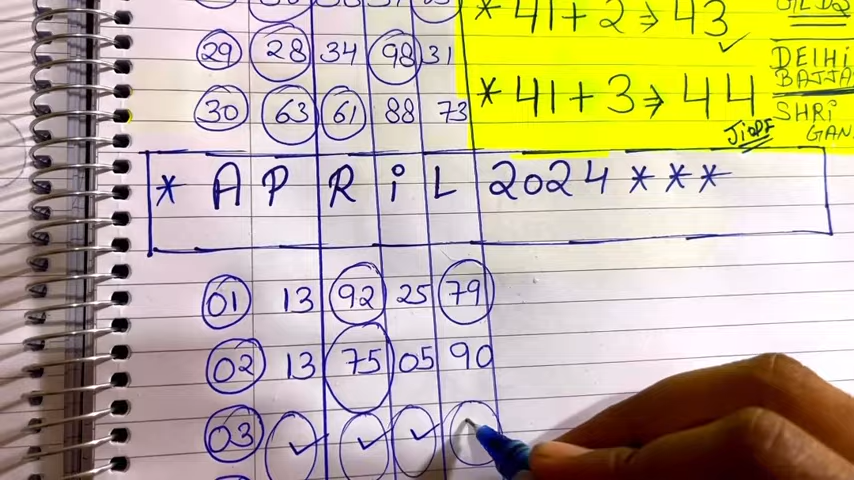 * 41 + 2 ⇒ 43
29 28 34 98 31
DELHI
BAJJA
* 41 + 3 ⇒ 44
30 63 61 88 73
SHRi
GAN
* APRiL 2024 ***
01 13 92 25 79
02 13 75 05 90
03 ✓ ✓ ✓